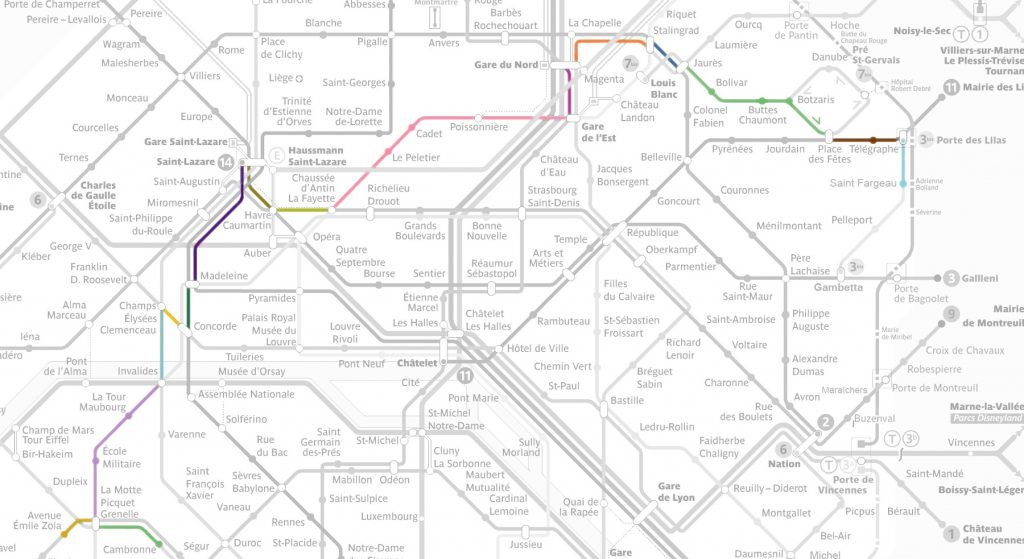 Porte de Champerret
Pereire – Levallois
Pereire
Wagram
Malesherbes
Villiers
Monceau
Courcelles
Ternes
Charles
de Gaulle
Étoile
6
Rome
Europe
La Fourche
Blanche
Place
de Clichy
Liège
Trinité
d'Estienne
d'Orves
Abbesses
Pigalle
Saint-Georges
Notre-Dame
de-Lorette
Montmartre
Anvers
Barbès
Rochechouart
Gare du Nord
La Chapelle
Magenta
Stalingrad
Riquet
7bis
Louis
Blanc
Jaurès
Château
Landon
Gare
de l'Est
Poissonnière
Cadet
Le Peletier
Gare Saint-Lazare
Saint-Lazare
14
E
Haussmann
Saint-Lazare
Saint-Augustin
Miromesnil
Saint-Philippe
du-Roule
Chaussée
d'Antin
La Fayette
Havre
Caumartin
Auber
Opéra
Richelieu
Drouot
Grands
Boulevards
Bonne
Nouvelle
Strasbourg
Saint-Denis
Château
d'Eau
Jacques
Bonsergent
Ourcq
Laumière
Porte
de Pantin
Hoche
Butte du
Chapeau Rouge
Danube
Pré
St-Gervais
7bis
Hôpital
Robert Debré
Bolivar
Buttes
Chaumont
Botzaris
Colonel
Fabien
Belleville
Pyrénées
Jourdain
Place
des Fêtes
Télégraphe
3bis
Porte des Lilas
11
Mairie des Li
Noisy-le-Sec
T
1
Villiers-sur-Marne
Le Plessis-Trévise
Tournan
Saint Fargeau
Adrienne
Bolland
Séverine
Pelleport
Couronnes
Ménilmontant
Goncourt
République
Oberkampf
Parmentier
Rue
Saint-Maur
Père
Lachaise
3bis
Gambetta
Porte
de Bagnolet
3
Gallieni
9
Mairie
de Montreuil
Temple
Arts et
Métiers
Réaumur
Sébastopol
Sentier
Bourse
Quatre
Septembre
George V
Kléber
Franklin
D. Roosevelt
Alma
Marceau
Iéna
Champs
Élysées
Clemenceau
Madeleine
Concorde
Pyramides
Palais Royal
Musée du
Louvre
Tuileries
Louvre
Rivoli
Étienne
Marcel
Les Halles
Châtelet
Les Halles
Rambuteau
Pont Neuf
Châtelet
Hôtel de Ville
11
Filles
du Calvaire
St-Sébastien
Froissart
Chemin Vert
St-Paul
Richard
Lenoir
Bréguet
Sabin
Saint-Ambroise
Voltaire
Charonne
Philippe
Auguste
Alexandre
Dumas
Avron
Rue
des Boulets
Mairie
de Miribel
Croix de Chavaux
Robespierre
Porte de Montreuil
Maraîchers
Buzenval
Marne-la-Vallée
Parcs Disneyland
Pont
de l'Alma
Invalides
Musée d'Orsay
Assemblée Nationale
Solférino
Rue
du Bac
La Tour
Maubourg
Champ de Mars
Tour Eiffel
Bir-Hakeim
École
Militaire
Varenne
Saint
François
Xavier
Sèvres
Babylone
Cité
Pont Marie
St-Michel
Notre-Dame
St-Michel
Saint
Germain
des-Prés
Mabillon
Odéon
Cluny
La Sorbonne
Maubert
Mutualité
Cardinal
Lemoine
Jussieu
Sully
Morland
Bastille
Ledru-Rollin
Faidherbe
Chaligny
2
6
Nation
T
3b
T
3
Porte de
Vincennes
Vincennes
Saint-Mandé
Boissy-Saint-Lége
Bérault
1
Château
de Vincennes
Picpus
Bel-Air
Daumesnil
Montgallet
Reuilly – Diderot
Gare
de Lyon
Quai de
la Rapée
Gare
Dupleix
La Motte
Picquet
Grenelle
Avenue
Émile Zola
Cambronne
Ségur
Duroc
Vaneau
Rennes
St-Placide
Saint-Sulpice
Luxembourg
Notre-Dame